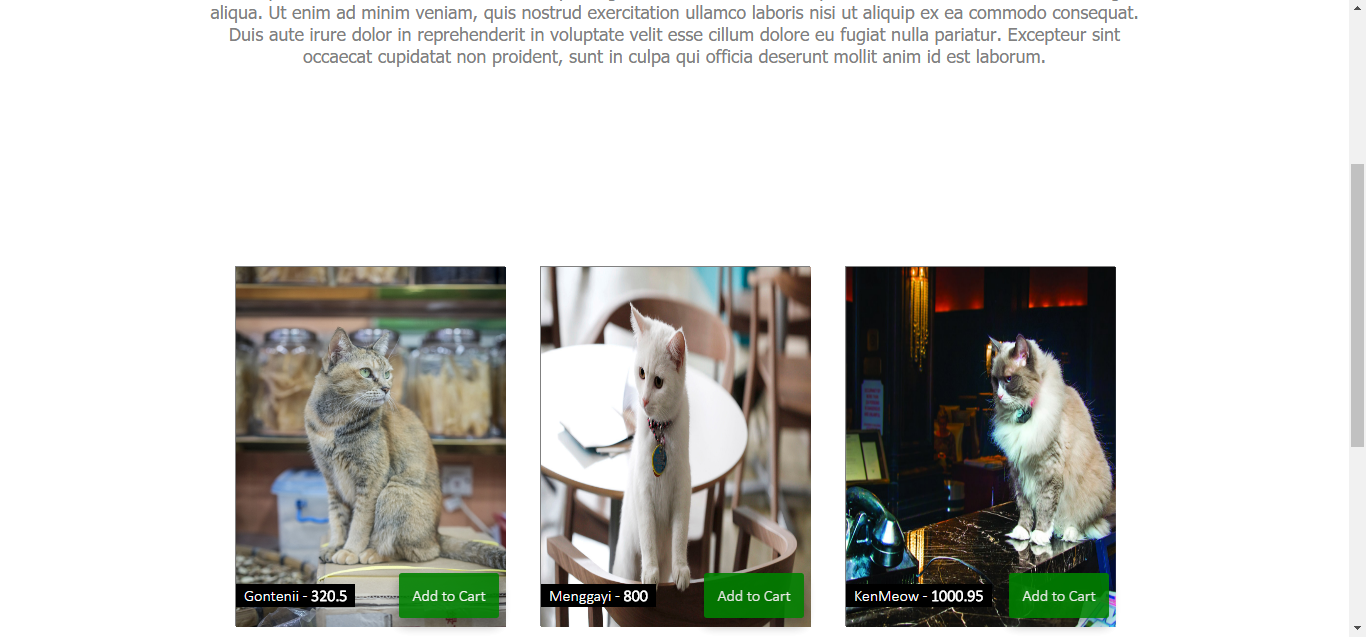 aliqua. Ut enim ad minim veniam, quis nostrud exercitation ullamco laboris nisi ut aliquip ex ea commodo consequat.
Duis aute irure dolor in reprehenderit in voluptate velit esse cillum dolore eu fugiat nulla pariatur. Excepteur sint
occaecat cupidatat non proident, sunt in culpa qui officia deserunt mollit anim id est laborum.
Gontenii - 320.5
Add to Cart
Menggayi - 800
Add to Cart
KenMeow - 1000.95
Add to Cart